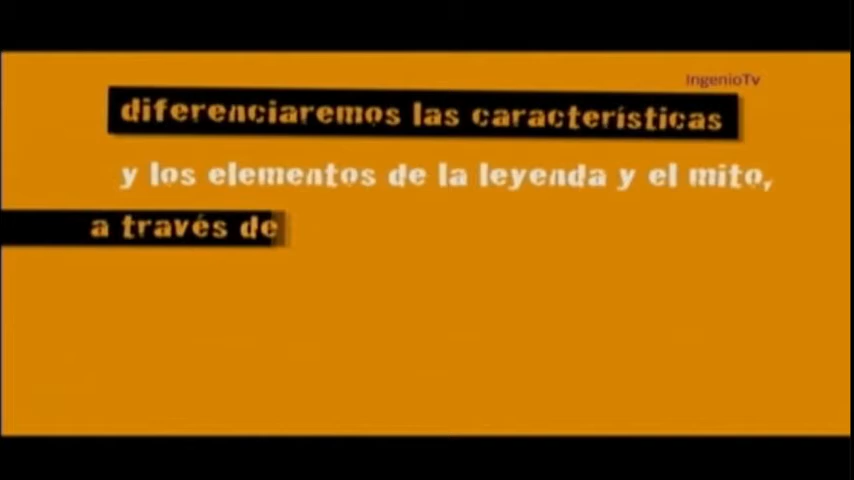 IngenioTv
diferenciaremos las características
y los elementos de la leyenda y el mito,
a través de